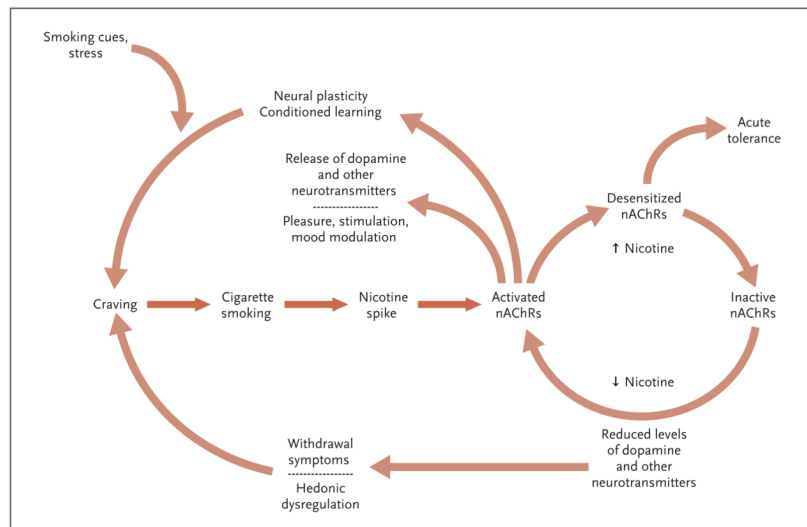 Smoking cues,
stress
Neural plasticity
Conditioned learning
Acute
tolerance
Release of dopamine
and other
neurotransmitters
-----------------
Pleasure, stimulation,
mood modulation
Desensitized
nAChRs
↑ Nicotine
Craving
Cigarette
smoking
Nicotine
spike
Activated
nAChRs
Inactive
nAChRs
↓ Nicotine
Reduced levels
of dopamine
and other
neurotransmitters
Withdrawal
symptoms
-----------------
Hedonic
dysregulation